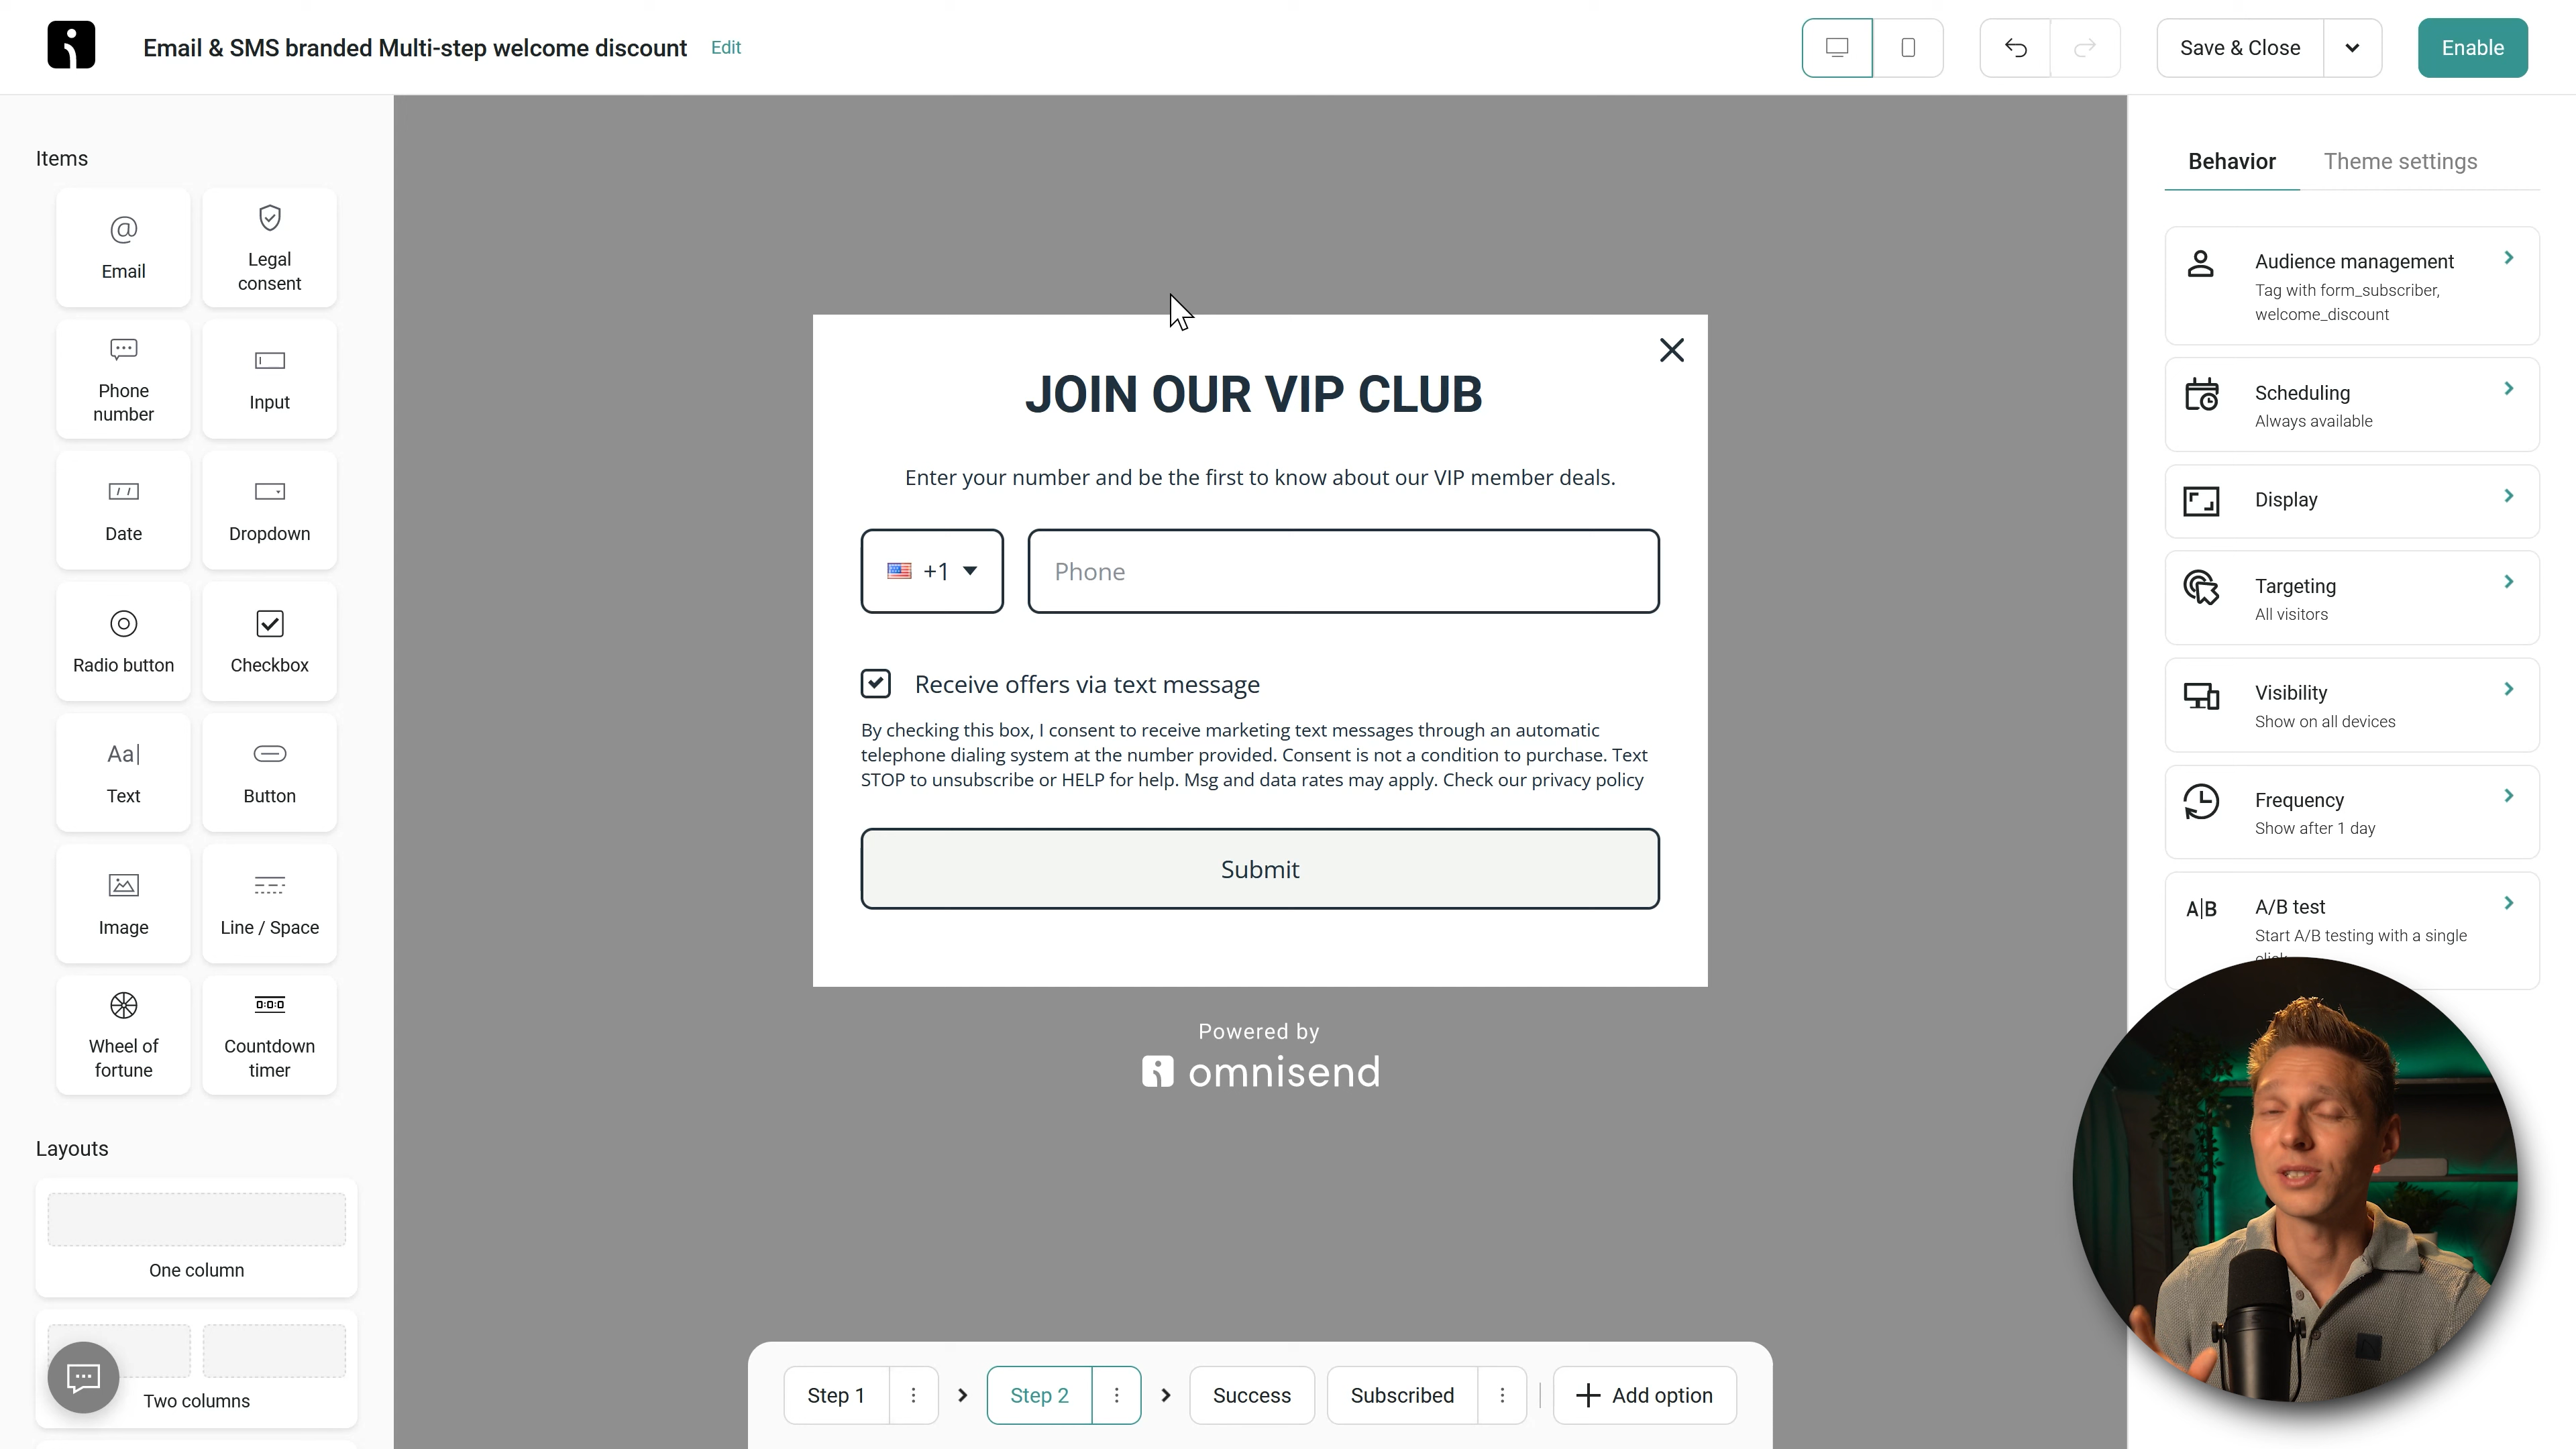 Email & SMS branded Multi-step welcome discount
Edit
Save & Close
Enable
Items
@
Email
Legal
consent
Phone
number
Input
Date
Dropdown
Radio button
Checkbox
Aa|
Text
Button
Image
Line / Space
Wheel of
fortune
0:0:0
Countdown
timer
Layouts
One column
Two columns
JOIN OUR VIP CLUB
Enter your number and be the first to know about our VIP member deals.
+1
Phone
Receive offers via text message
By checking this box, I consent to receive marketing text messages through an automatic
telephone dialing system at the number provided. Consent is not a condition to purchase. Text
STOP to unsubscribe or HELP for help. Msg and data rates may apply. Check our privacy policy
Submit
Powered by
omnisend
Step 1
Step 2
Success
Subscribed
Add option
Behavior
Theme settings
Audience management
Tag with form_subscriber,
welcome_discount
Scheduling
Always available
Display
Targeting
All visitors
Visibility
Show on all devices
Frequency
Show after 1 day
A|B
A/B test
Start A/B testing with a single